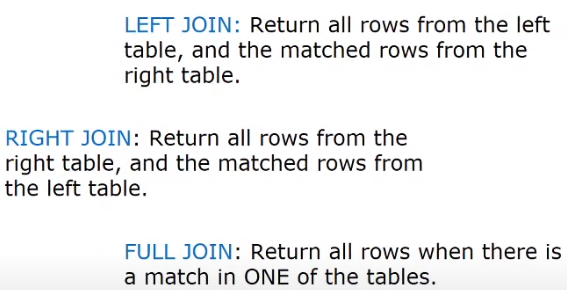 LEFT JOIN: Return all rows from the left
table, and the matched rows from the
right table.
RIGHT JOIN: Return all rows from the
right table, and the matched rows from
the left table.
FULL JOIN: Return all rows when there is
a match in ONE of the tables.